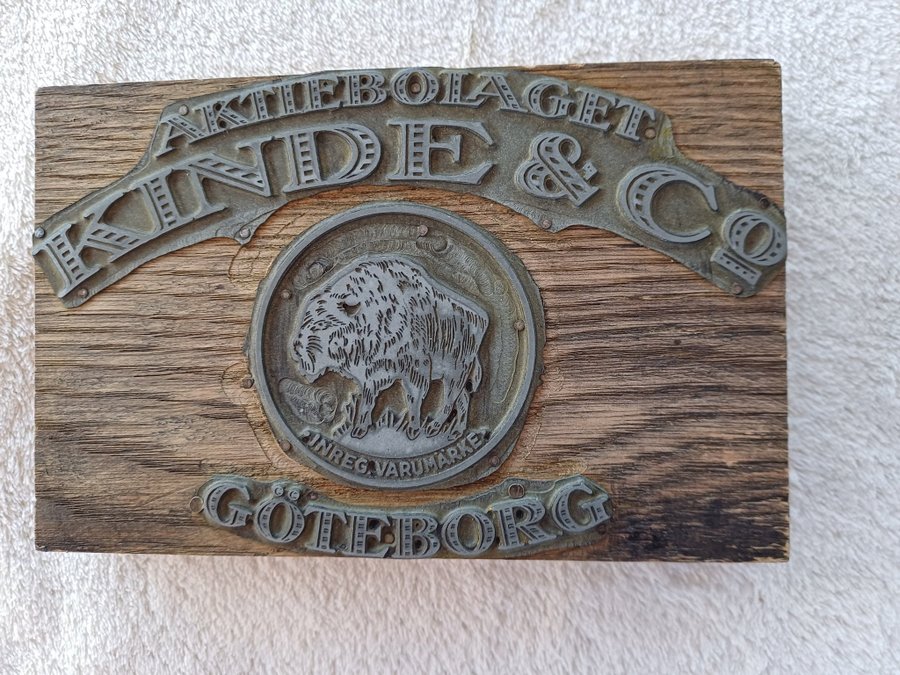 AKTIEBOLAGET
KINDE & Co
INREG. VARUMÄRKE
GÖTEBORG